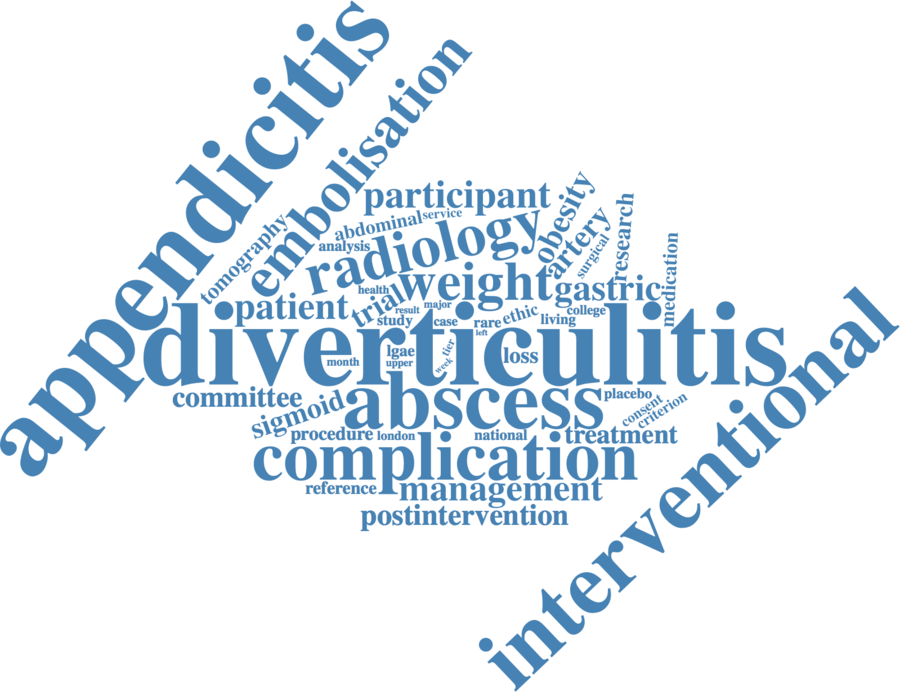 appendicitis
embolisation
participant
obesity
abdominal
service
tomography
analysis
radiology
artery
surgical
research
medication
health
weight
gastric
patient
trial
result
major
study
case
rare
ethic
living
college
left
diverticulitis
month
lgae
upper
week
tier
loss
committee
sigmoid
abscess
placebo
consent
criterion
procedure
london
national
treatment
complication
reference
management
postintervention
interventional